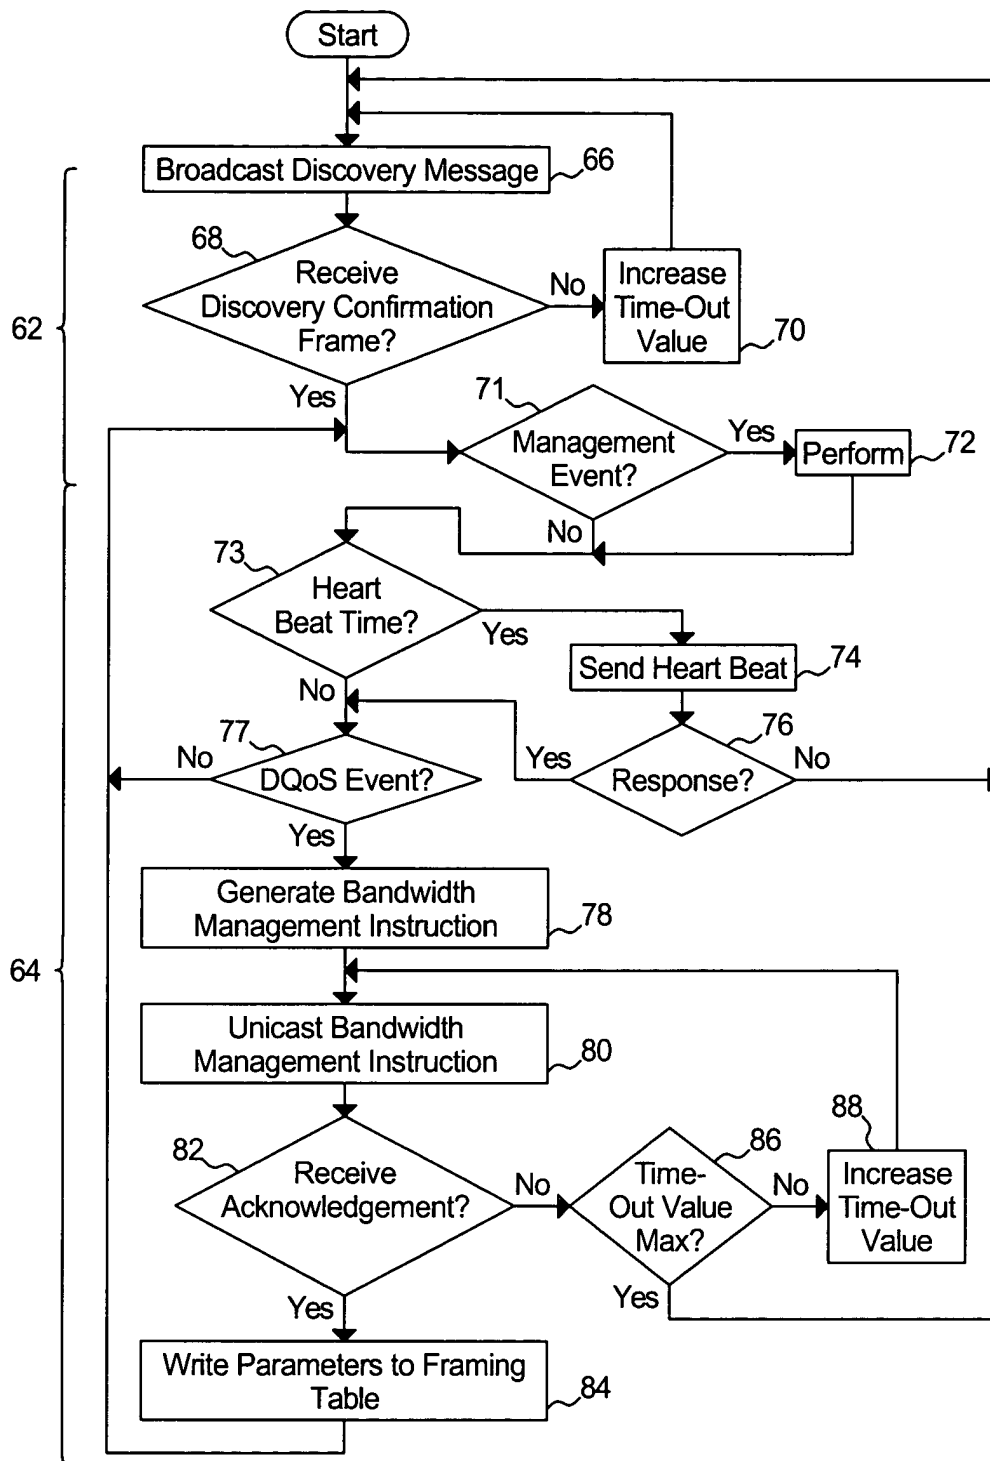 Start
Broadcast Discovery Message
66
68
Receive
Discovery Confirmation
Frame?
No
Increase
Time-Out
Value
70
62
Yes
71
Management
Event?
Yes
Perform
72
No
73
Heart
Beat Time?
Yes
Send Heart Beat
74
No
77
DQoS Event?
No
76
Response?
Yes
No
Yes
Generate Bandwidth
Management Instruction
78
64
Unicast Bandwidth
Management Instruction
80
82
Receive
Acknowledgement?
No
86
Time-
Out Value
Max?
No
88
Increase
Time-Out
Value
Yes
Yes
Write Parameters to Framing
Table
84